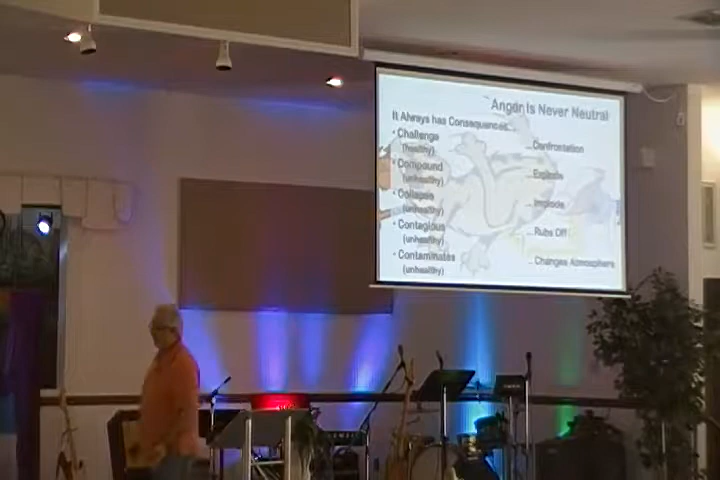 Anger is Never Neutral
It Always has Consequences...
· Challenge ...Confrontation
(healthy)
· Compound ...Explode
(unhealthy)
· Collapse ...Implode
(unhealthy)
· Contagious ...Rubs Off
(unhealthy)
· Contaminates ...Changes Atmosphere
(unhealthy)